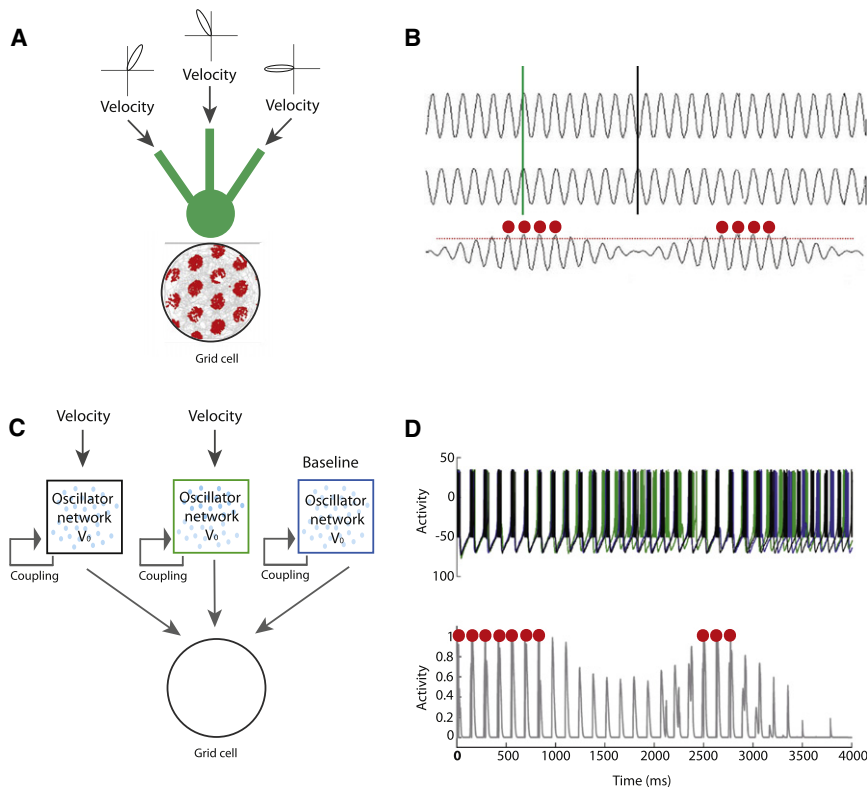 A
Velocity
Velocity
Velocity
Grid cell
B
C
Velocity
Velocity
Baseline
Oscillator
network
Vθ
Oscillator
network
V₀
Oscillator
network
V₀
Coupling
Coupling
Coupling
Grid cell
D
50
0
-50
100
Activity
1
0.8
0.6
0.4
0.2
0
Activity
0 500 1000 1500 2000 2500 3000 3500 4000
Time (ms)